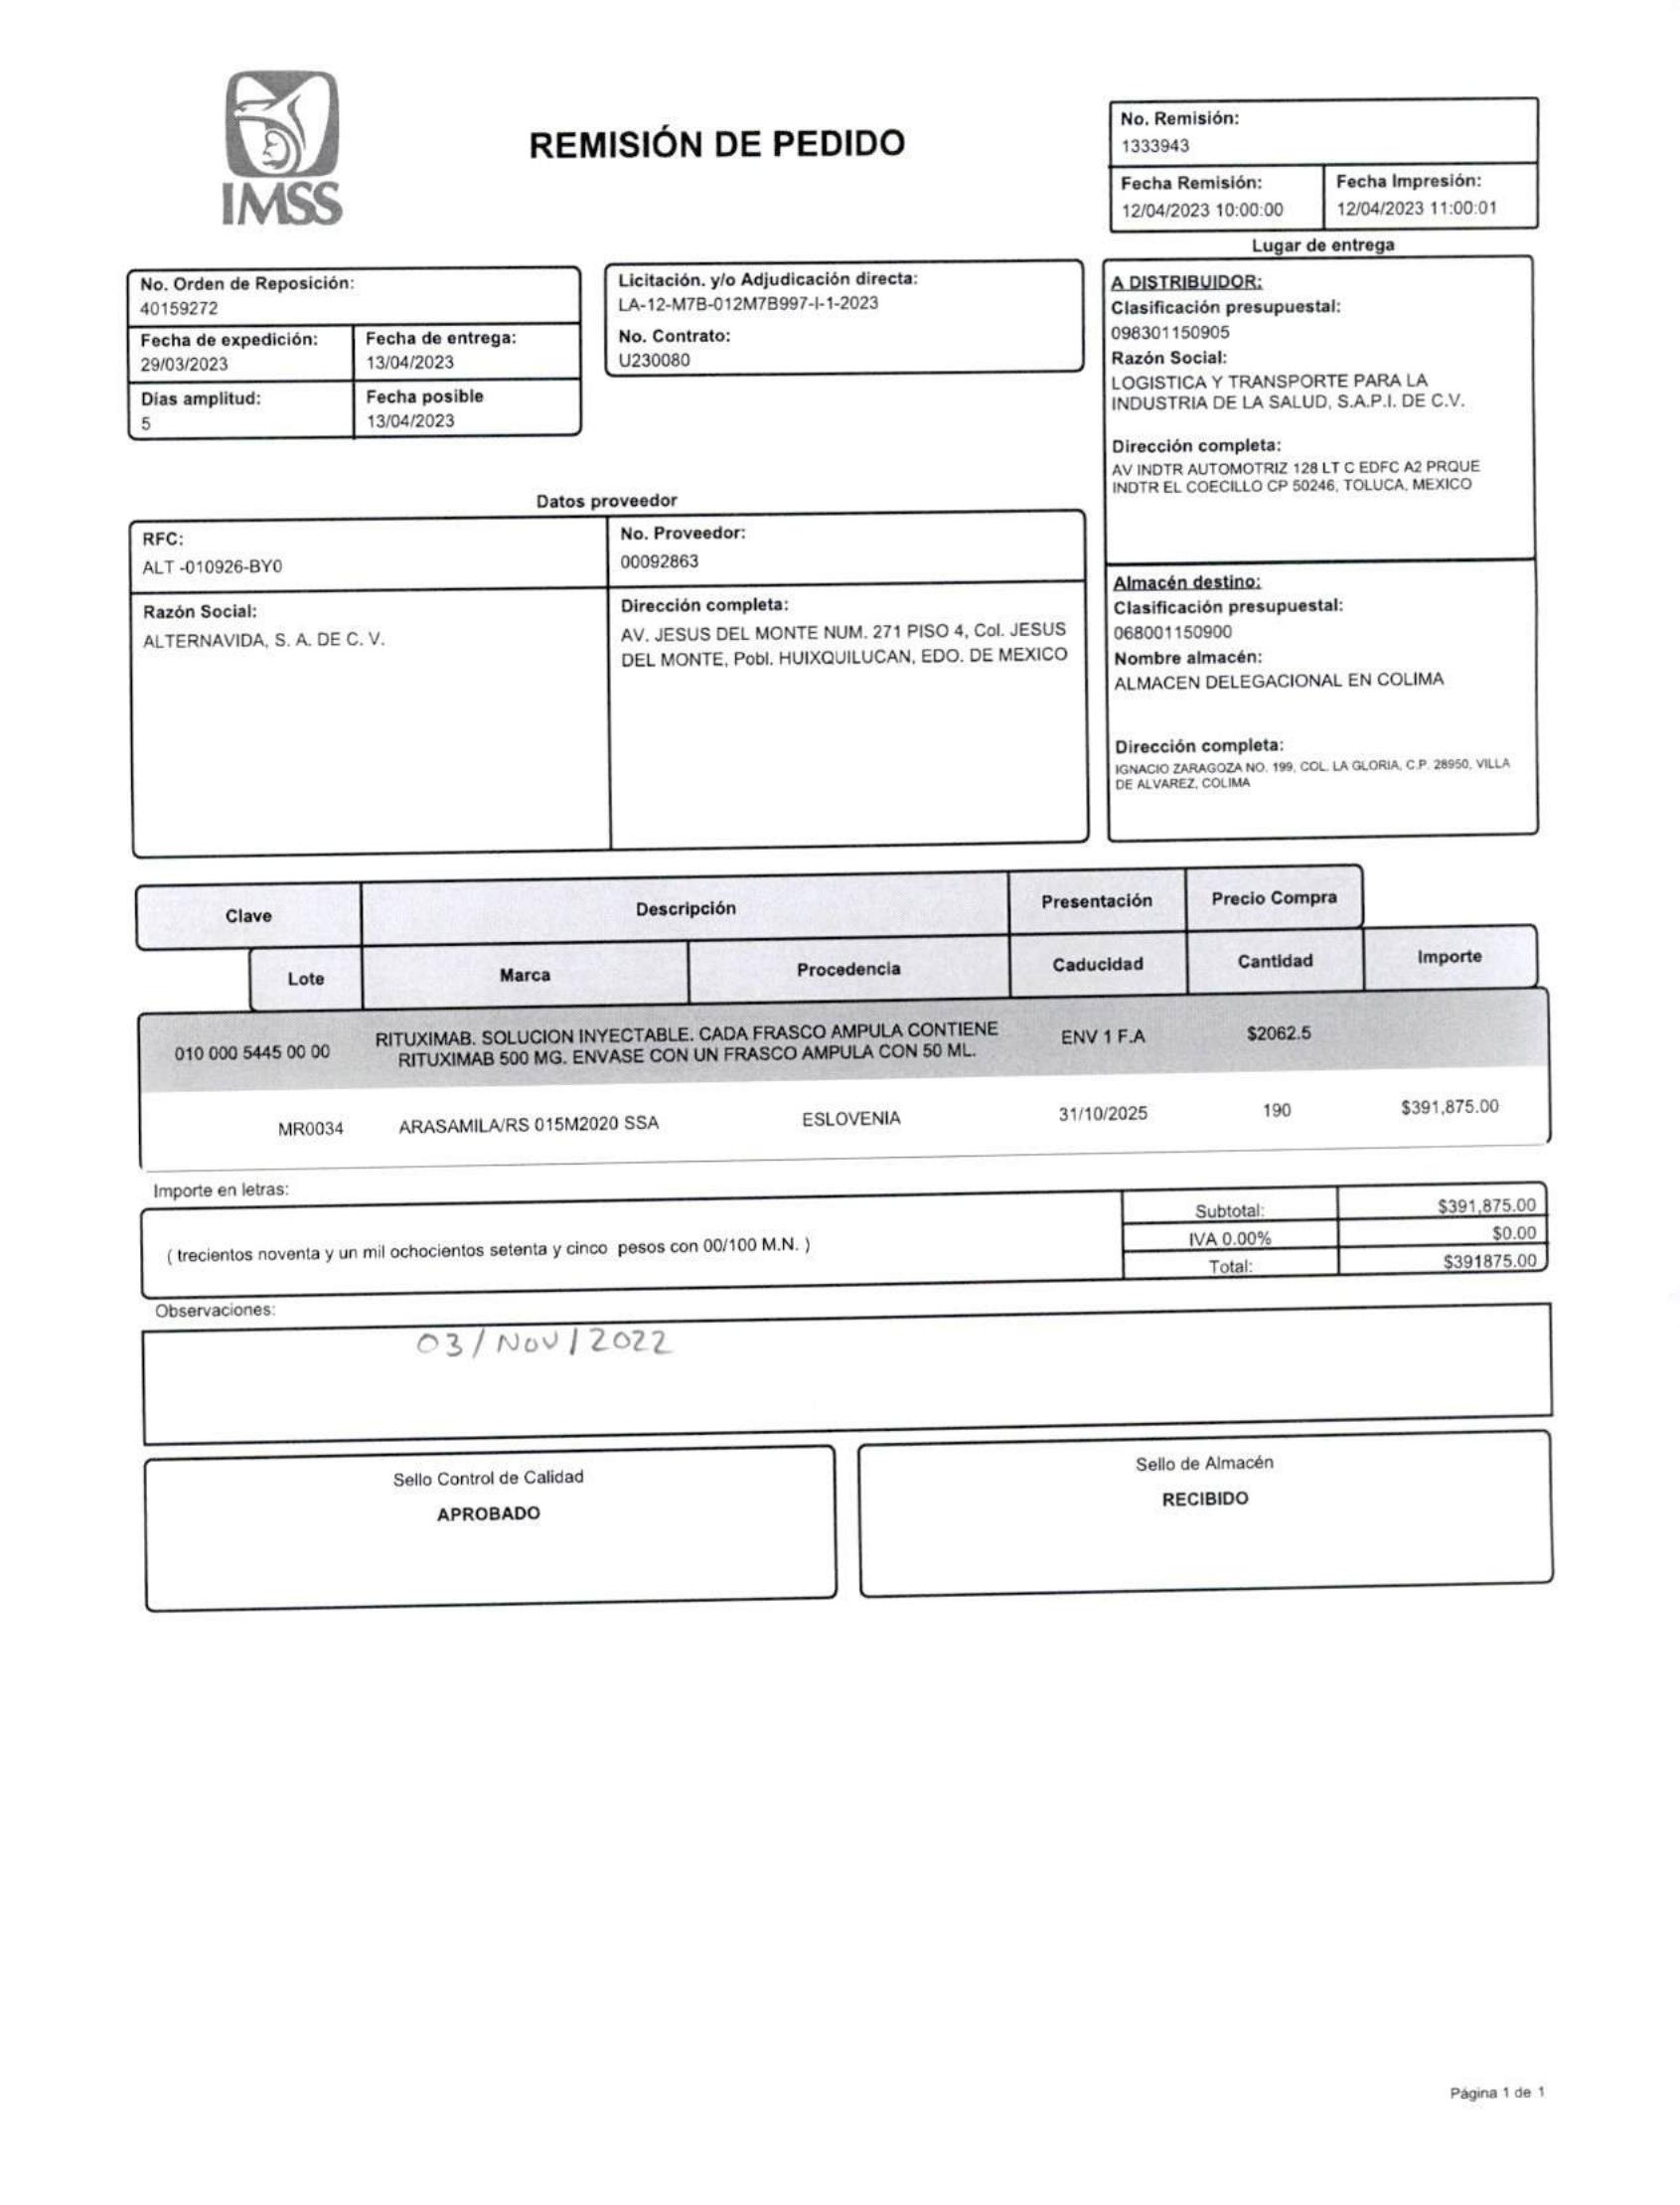 IMSS
REMISIÓN DE PEDIDO
No. Remisión:
1333943
Fecha Remisión:
12/04/2023 10:00:00
Fecha Impresión:
12/04/2023 11:00:01
No. Orden de Reposición:
40159272
Fecha de expedición:
29/03/2023
Fecha de entrega:
13/04/2023
Días amplitud:
5
Fecha posible
13/04/2023
Licitación. y/o Adjudicación directa:
LA-12-M7B-012M7B997-I-1-2023
No. Contrato:
U230080
Lugar de entrega
A DISTRIBUIDOR:
Clasificación presupuestal:
098301150905
Razón Social:
LOGISTICA Y TRANSPORTE PARA LA
INDUSTRIA DE LA SALUD, S.A.P.I. DE C.V.
Dirección completa:
AV INDTR AUTOMOTRIZ 128 LT C EDFC A2 PRQUE
INDTR EL COECILLO CP 50246, TOLUCA, MEXICO
Almacén destino:
Clasificación presupuestal:
068001150900
Nombre almacén:
ALMACEN DELEGACIONAL EN COLIMA
Dirección completa:
IGNACIO ZARAGOZA NO. 199, COL. LA GLORIA, C.P. 28950, VILLA
DE ALVAREZ, COLIMA
Datos proveedor
RFC:
ALT -010926-BY0
No. Proveedor:
00092863
Razón Social:
ALTERNAVIDA, S. A. DE C. V.
Dirección completa:
AV. JESUS DEL MONTE NUM. 271 PISO 4, Col. JESUS
DEL MONTE, Pobl. HUIXQUILUCAN, EDO. DE MEXICO
Clave
Descripción
Presentación
Precio Compra
Lote
Marca
Procedencia
Caducidad
Cantidad
Importe
010 000 5445 00 00
RITUXIMAB. SOLUCION INYECTABLE. CADA FRASCO AMPULA CONTIENE
RITUXIMAB 500 MG. ENVASE CON UN FRASCO AMPULA CON 50 ML.
ENV 1 F.A
$2062.5
MR0034
ARASAMILA/RS 015M2020 SSA
ESLOVENIA
31/10/2025
190
$391,875.00
Importe en letras:
( trecientos noventa y un mil ochocientos setenta y cinco pesos con 00/100 M.N. )
Subtotal:
$391,875.00
IVA 0.00%
$0.00
Total:
$391875.00
Observaciones:
03/NOV/2022
Sello Control de Calidad
APROBADO
Sello de Almacén
RECIBIDO
Página 1 de 1